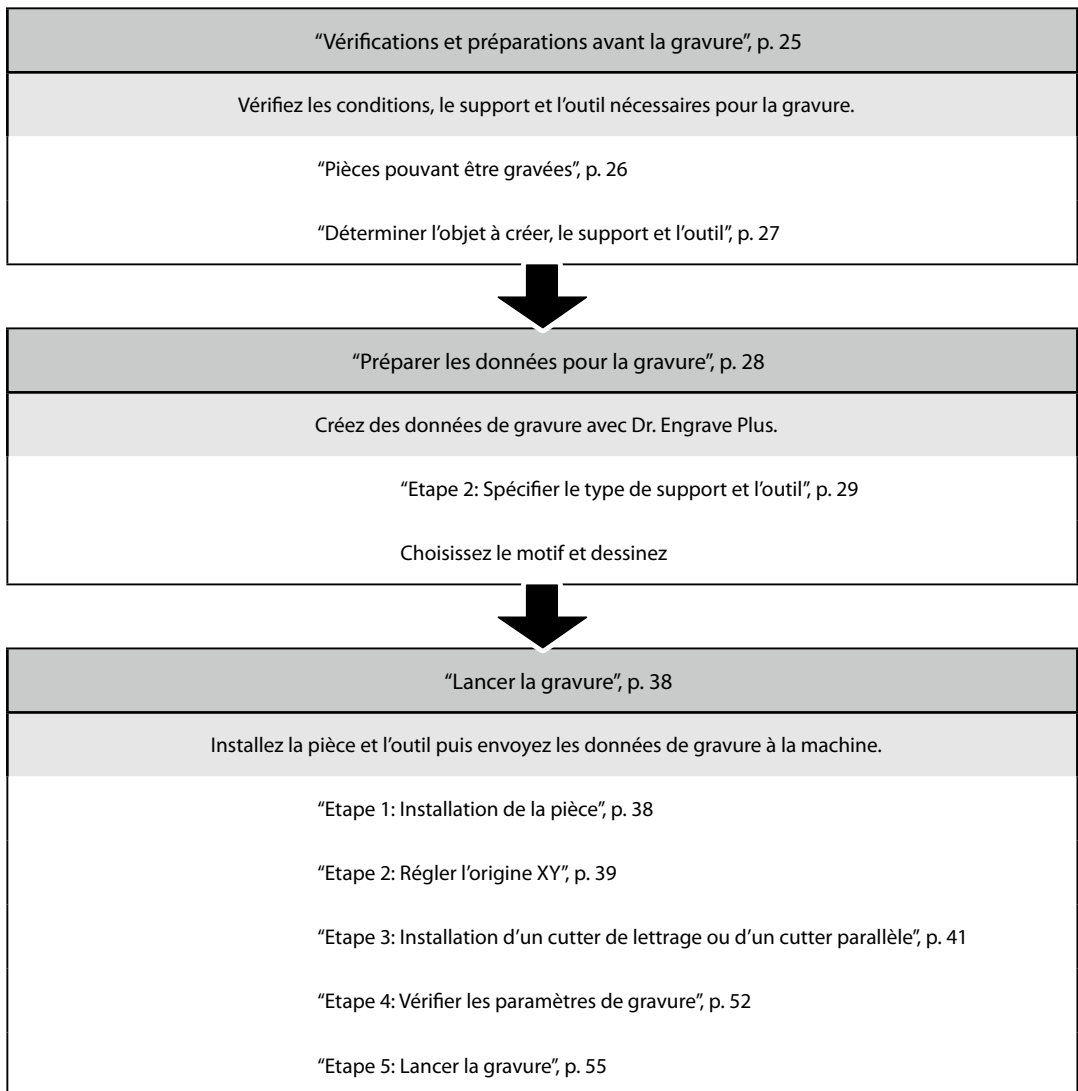 “Vérifications et préparations avant la gravure”, p. 25
Vérifiez les conditions, le support et l’outil nécessaires pour la gravure.
“Pièces pouvant être gravées”, p. 26
“Déterminer l’objet à créer, le support et l’outil”, p. 27
“Préparer les données pour la gravure”, p. 28
Créez des données de gravure avec Dr. Engrave Plus.
“Etape 2: Spécifier le type de support et l’outil”, p. 29
Choisissez le motif et dessinez
“Lancer la gravure”, p. 38
Installez la pièce et l’outil puis envoyez les données de gravure à la machine.
“Etape 1: Installation de la pièce”, p. 38
“Etape 2: Régler l’origine XY”, p. 39
“Etape 3: Installation d’un cutter de lettrage ou d’un cutter parallèle”, p. 41
“Etape 4: Vérifier les paramètres de gravure”, p. 52
“Etape 5: Lancer la gravure”, p. 55